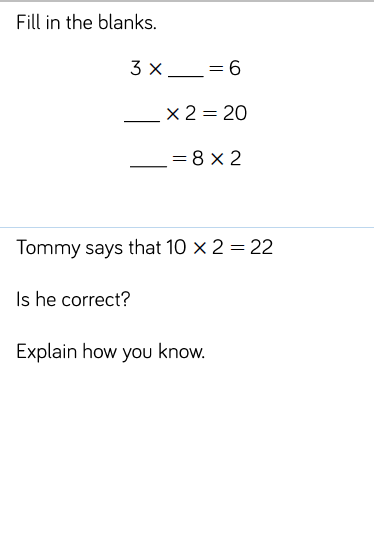 Fill in the blanks.
3 × ___ = 6
___ × 2 = 20
___ = 8 × 2
Tommy says that 10 × 2 = 22
Is he correct?
Explain how you know.